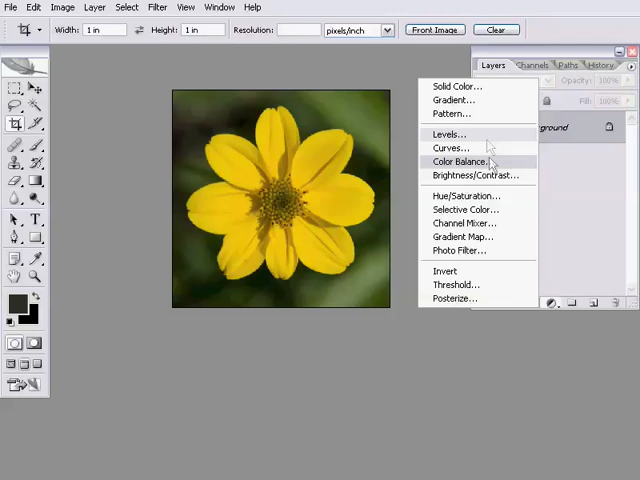 File Edit Image Layer Select Filter View Window Help
Width: 1 in Height: 1 in Resolution: pixels/inch Front Image Clear
Layers Channels Paths History
Opacity: 100%
Fill: 100%
ground
Solid Color...
Gradient...
Pattern...
Levels...
Curves...
Color Balance.
Brightness/Contrast...
Hue/Saturation...
Selective Color...
Channel Mixer...
Gradient Map...
Photo Filter...
Invert
Threshold...
Posterize...
T